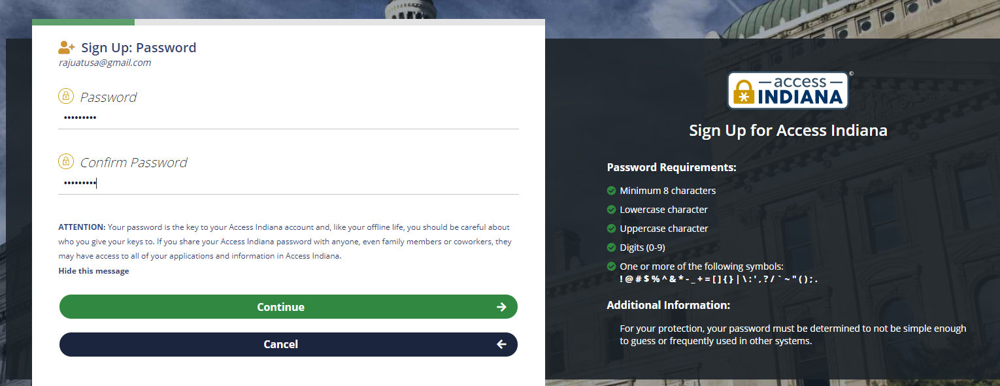 Sign Up: Password
rajuatusa@gmail.com
Password
•••••••••
Confirm Password
•••••••••
ATTENTION: Your password is the key to your Access Indiana account and, like your offline life, you should be careful about
who you give your keys to. If you share your Access Indiana password with anyone, even family members or coworkers, they
may have access to all of your applications and information in Access Indiana.
Hide this message
Continue
Cancel
access
INDIANA
©
Sign Up for Access Indiana
Password Requirements:
Minimum 8 characters
Lowercase character
Uppercase character
Digits (0-9)
One or more of the following symbols:
! @ # $ % ^ & * - _ + = [ ] { } | \ : ' , ? / ` ~ " ( ) ; .
Additional Information:
For your protection, your password must be determined to not be simple enough
to guess or frequently used in other systems.